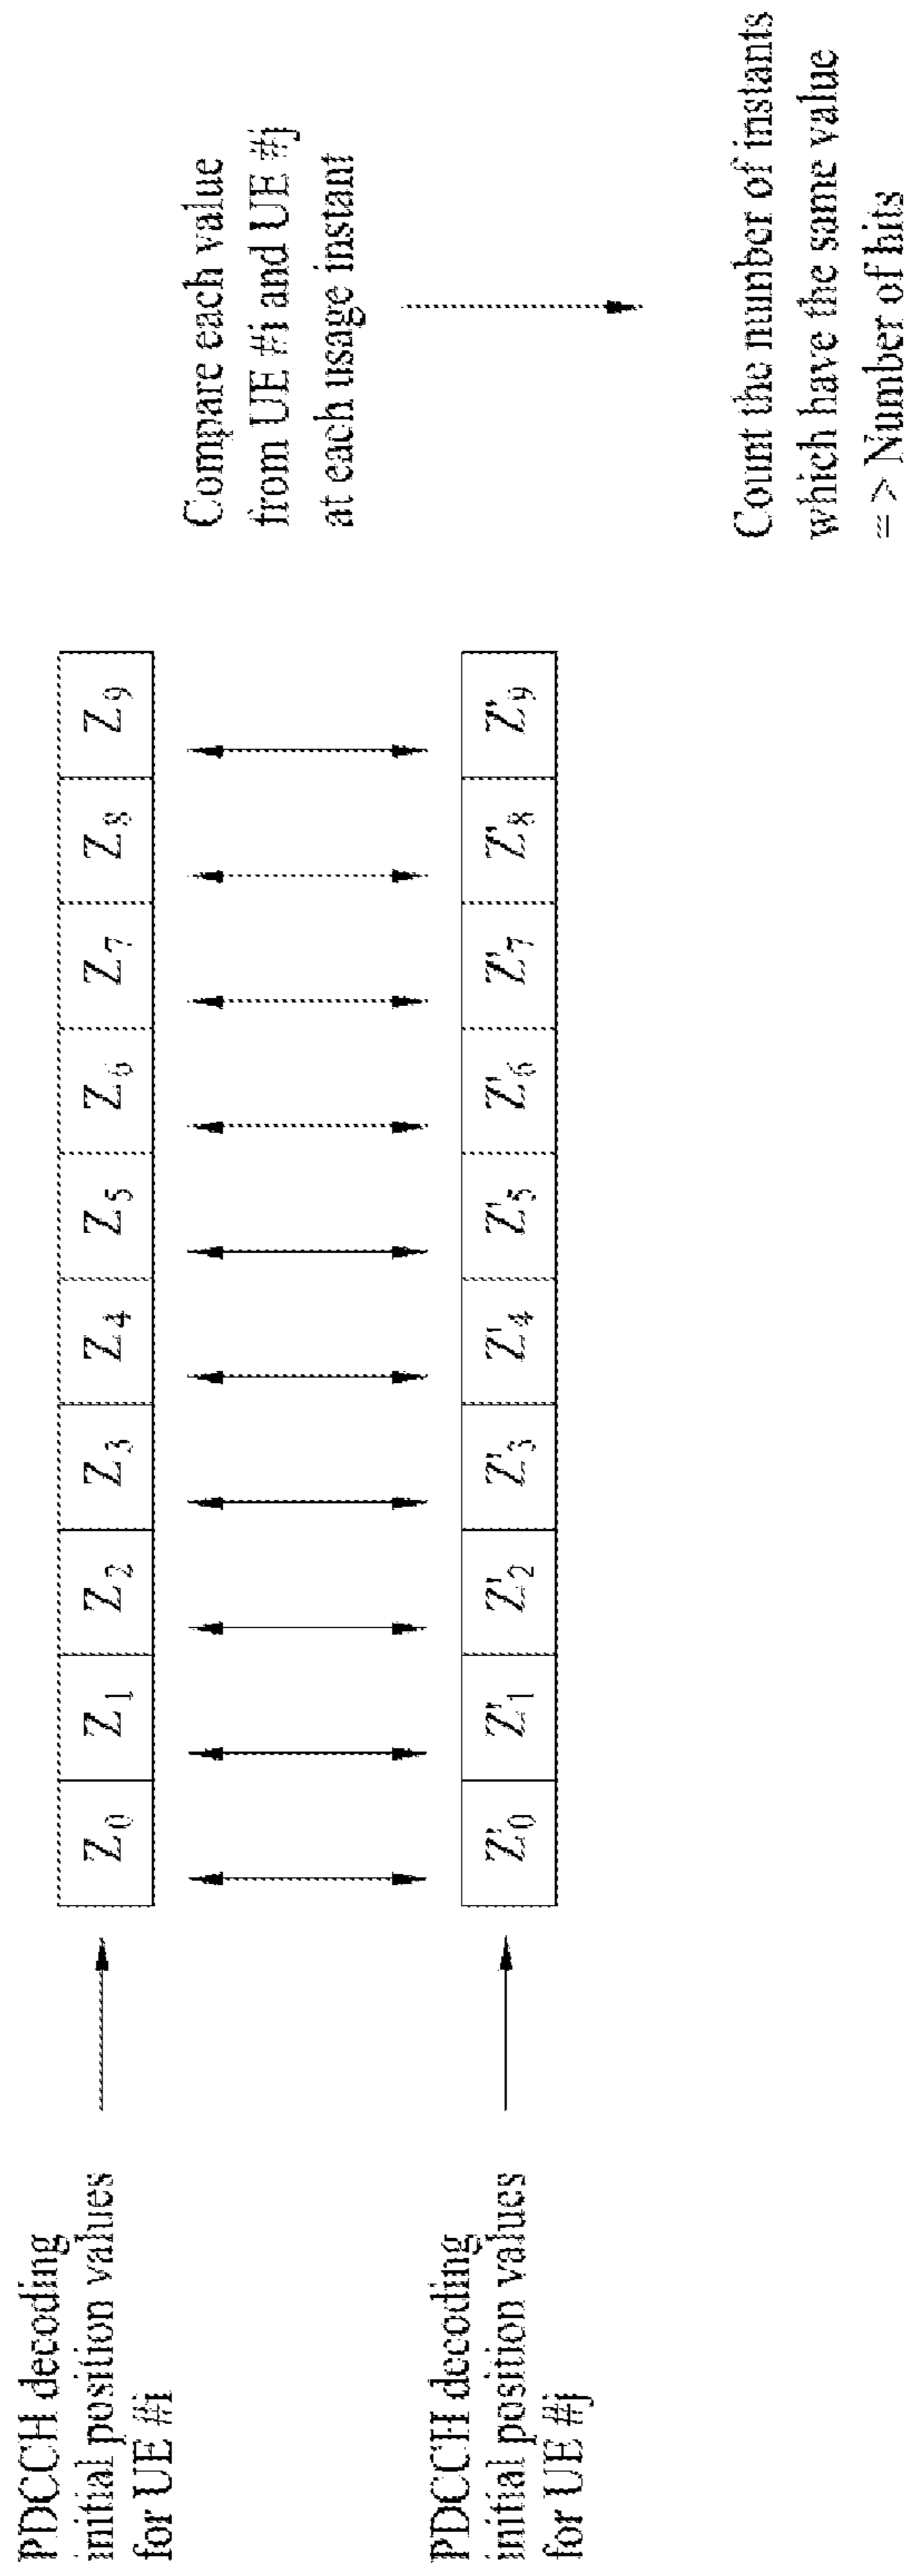 PDCCH decoding
initial position values
for UE #i
Z0 Z1 Z2 Z3 Z4 Z5 Z6 Z7 Z8 Z9
Compare each value
from UE #i and UE #j
at each usage instant
PDCCH decoding
initial position values
for UE #j
Z'0 Z'1 Z'2 Z'3 Z'4 Z'5 Z'6 Z'7 Z'8 Z'9
Count the number of instants
which have the same value
= > Number of hits